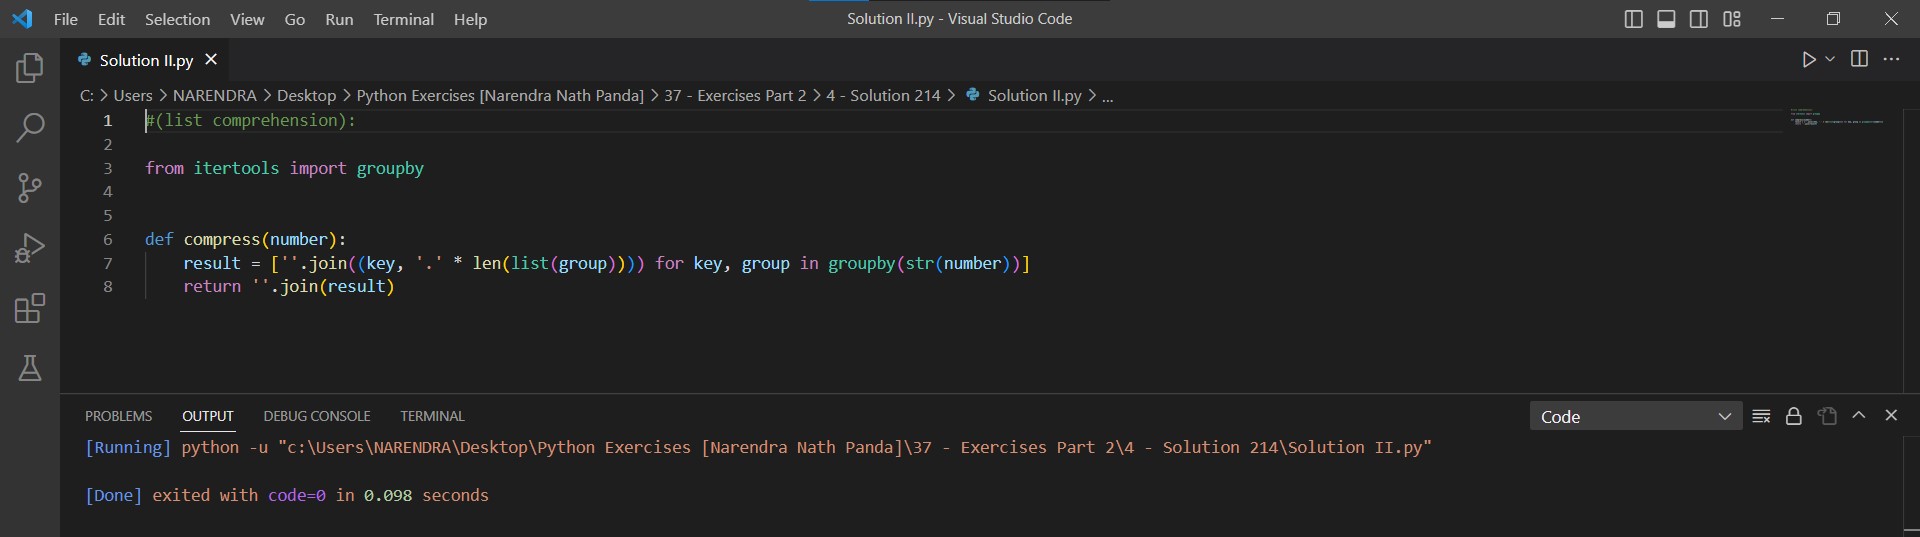 File Edit Selection View Go Run Terminal Help Solution II.py - Visual Studio Code
Solution II.py
C: > Users > NARENDRA > Desktop > Python Exercises [Narendra Nath Panda] > 37 - Exercises Part 2 > 4 - Solution 214 > Solution II.py > ...
1 #(list comprehension):
2
3 from itertools import groupby
4
5
6 def compress(number):
7 result = [''.join((key, '.' * len(list(group)))) for key, group in groupby(str(number))]
8 return ''.join(result)
PROBLEMS OUTPUT DEBUG CONSOLE TERMINAL Code
[Running] python -u "c:\Users\NARENDRA\Desktop\Python Exercises [Narendra Nath Panda]\37 - Exercises Part 2\4 - Solution 214\Solution II.py"
[Done] exited with code=0 in 0.098 seconds